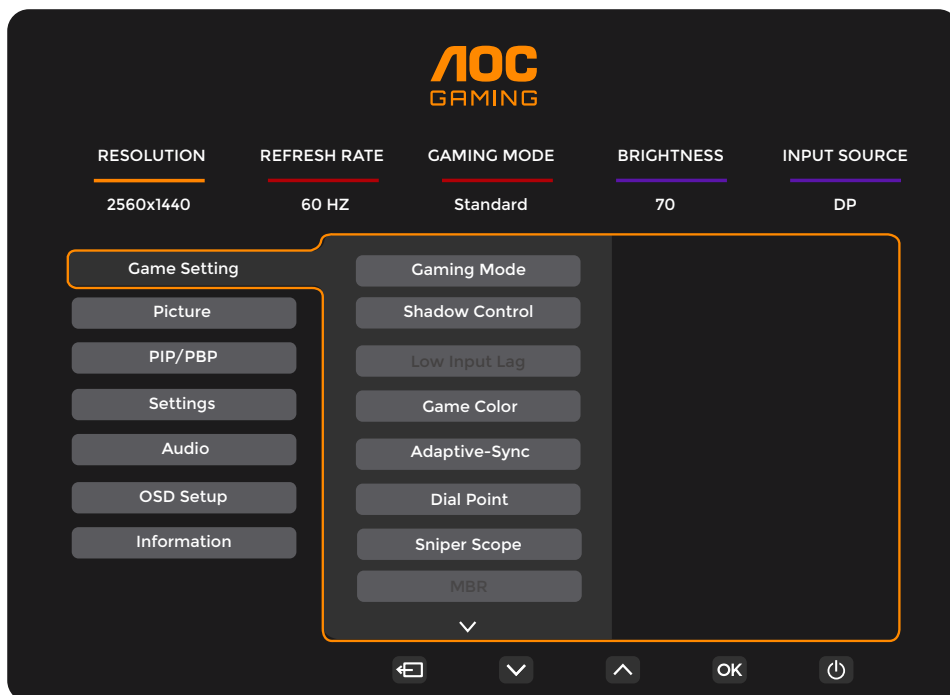 AOC
GAMING
RESOLUTION REFRESH RATE GAMING MODE BRIGHTNESS INPUT SOURCE
2560x1440 60 HZ Standard 70 DP
Game Setting
Picture
PIP/PBP
Settings
Audio
OSD Setup
Information
Gaming Mode
Shadow Control
Low Input Lag
Game Color
Adaptive-Sync
Dial Point
Sniper Scope
MBR
OK